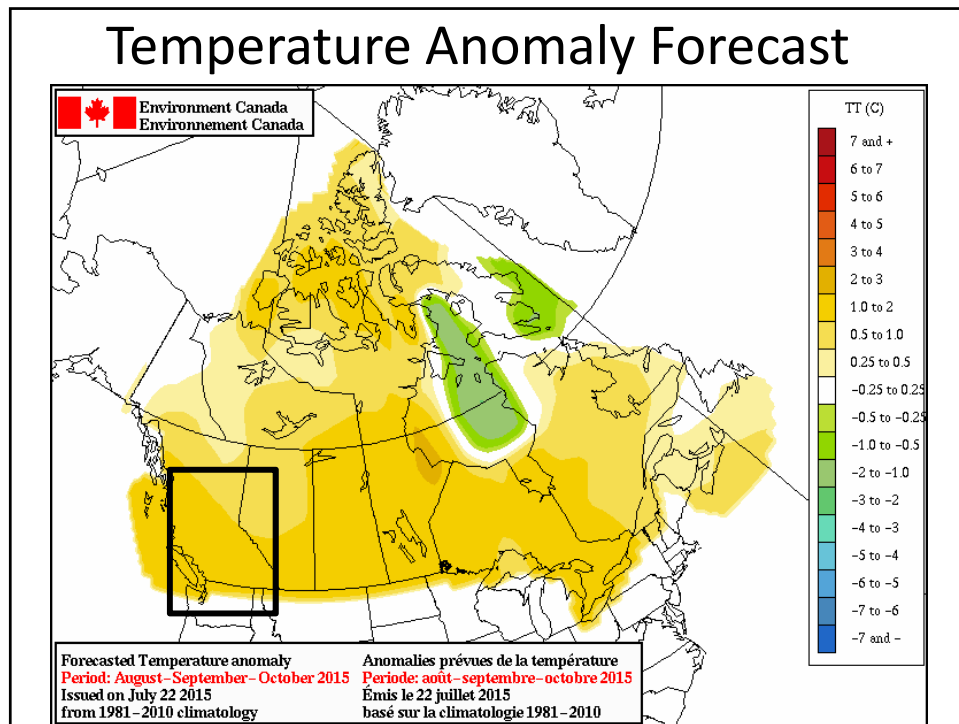 Temperature Anomaly Forecast
Environment Canada
Environnement Canada
TT (C)
7 and +
6 to 7
5 to 6
4 to 5
3 to 4
2 to 3
1.0 to 2
0.5 to 1.0
0.25 to 0.5
−0.25 to 0.25
−0.5 to −0.25
−1.0 to −0.5
−2 to −1.0
−3 to −2
−4 to −3
−5 to −4
−6 to −5
−7 to −6
−7 and −
Forecasted Temperature anomaly
Period: August−September−October 2015
Issued on July 22 2015
from 1981−2010 climatology
Anomalies prévues de la température
Periode: août−septembre−octobre 2015
Émis le 22 juillet 2015
basé sur la climatologie 1981−2010